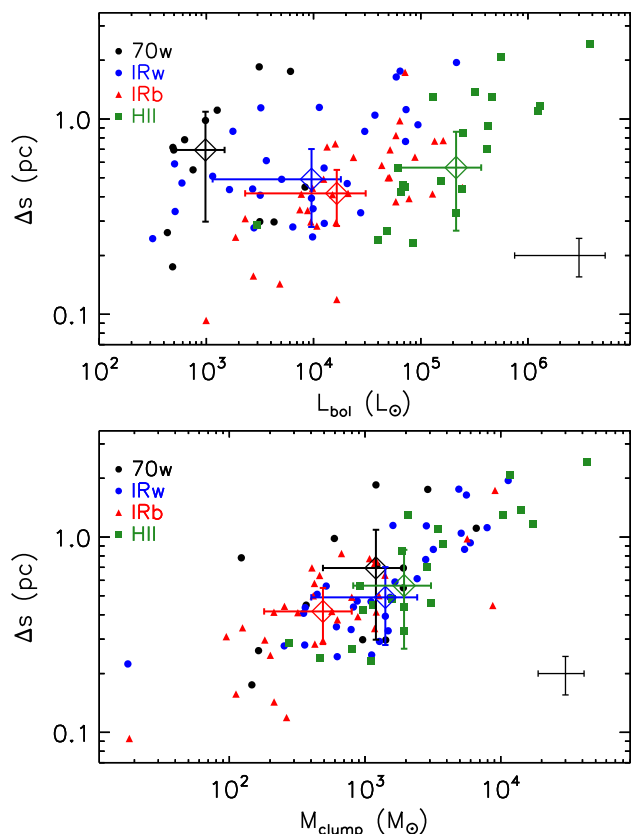 70w
IRw
IRb
HII
Δs (pc)
1.0
0.1
10² 10³ 10⁴ 10⁵ 10⁶
L_bol (L_⊙)
70w
IRw
IRb
HII
Δs (pc)
1.0
0.1
10² 10³ 10⁴
M_clump (M_⊙)